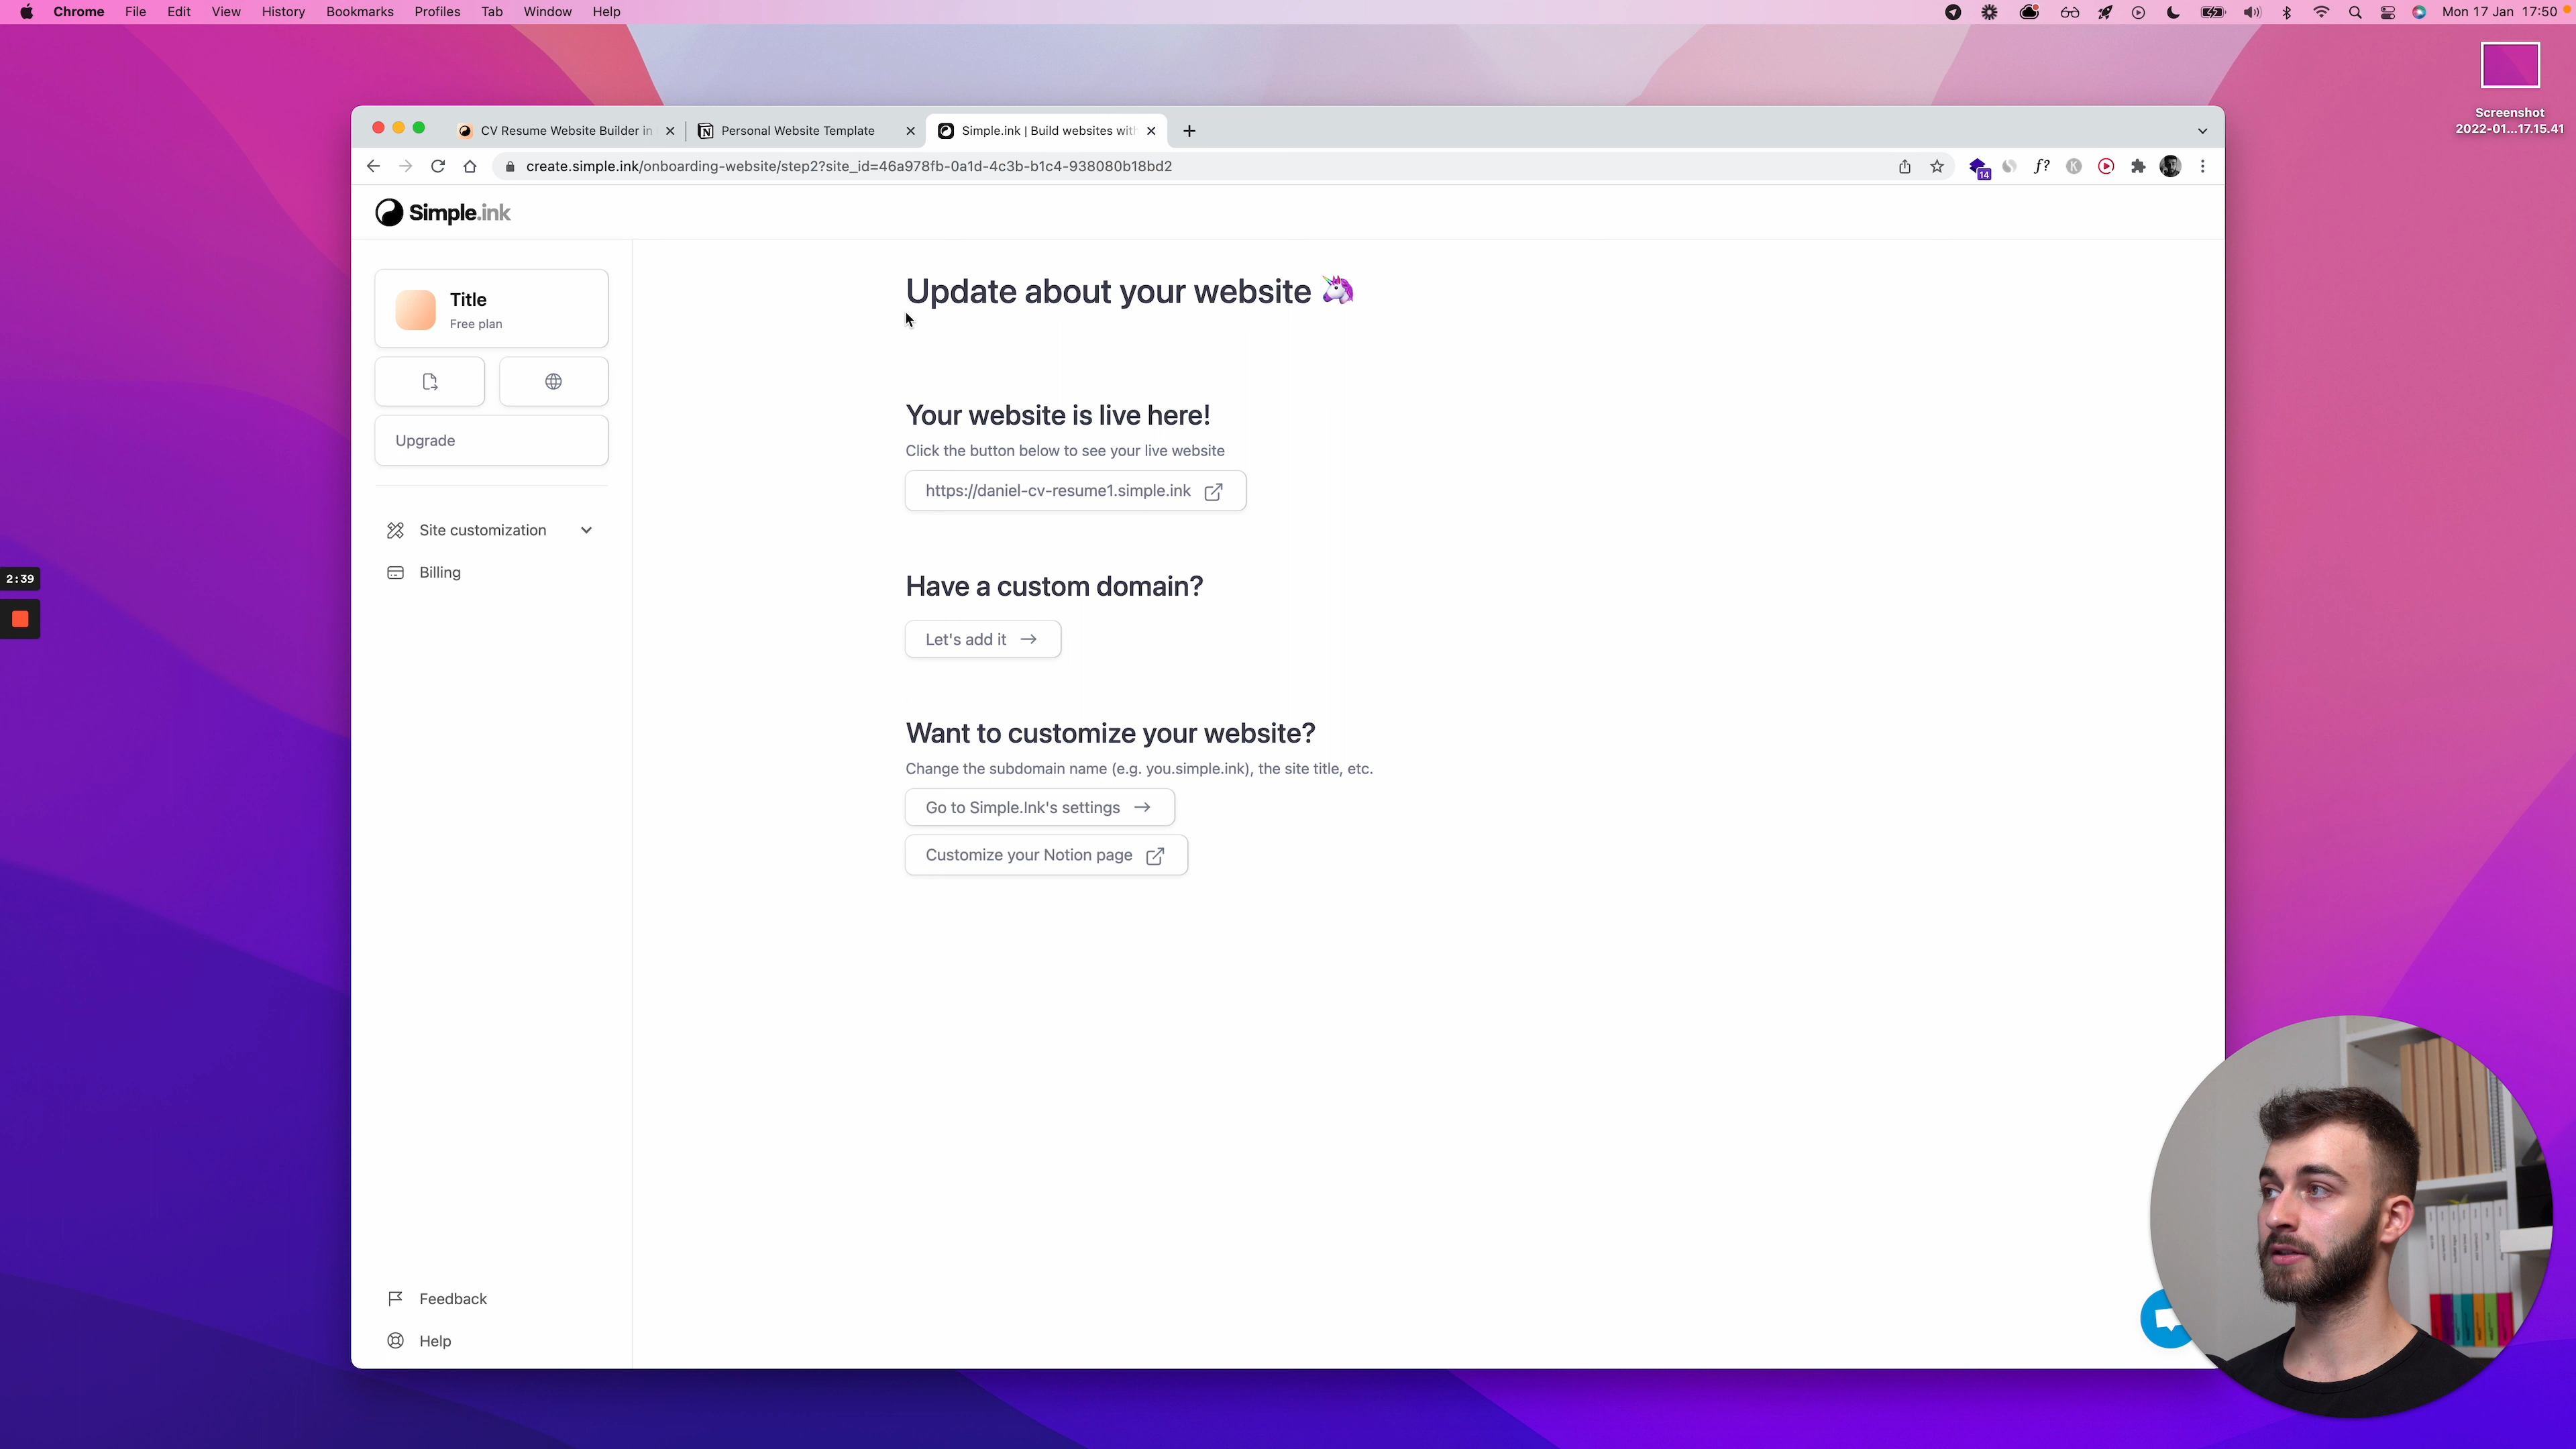 Chrome File Edit View History Bookmarks Profiles Tab Window Help
Mon 17 Jan 17:50
Screenshot
2022-01...17.15.41
CV Resume Website Builder in
Personal Website Template
Simple.ink | Build websites with
create.simple.ink/onboarding-website/step2?site_id=46a978fb-0a1d-4c3b-b1c4-938080b18bd2
14
f?
K
Simple.ink
Title
Free plan
Upgrade
Site customization
Billing
Feedback
Help
2:39
Update about your website
Your website is live here!
Click the button below to see your live website
https://daniel-cv-resume1.simple.ink
Have a custom domain?
Let's add it
Want to customize your website?
Change the subdomain name (e.g. you.simple.ink), the site title, etc.
Go to Simple.Ink's settings
Customize your Notion page